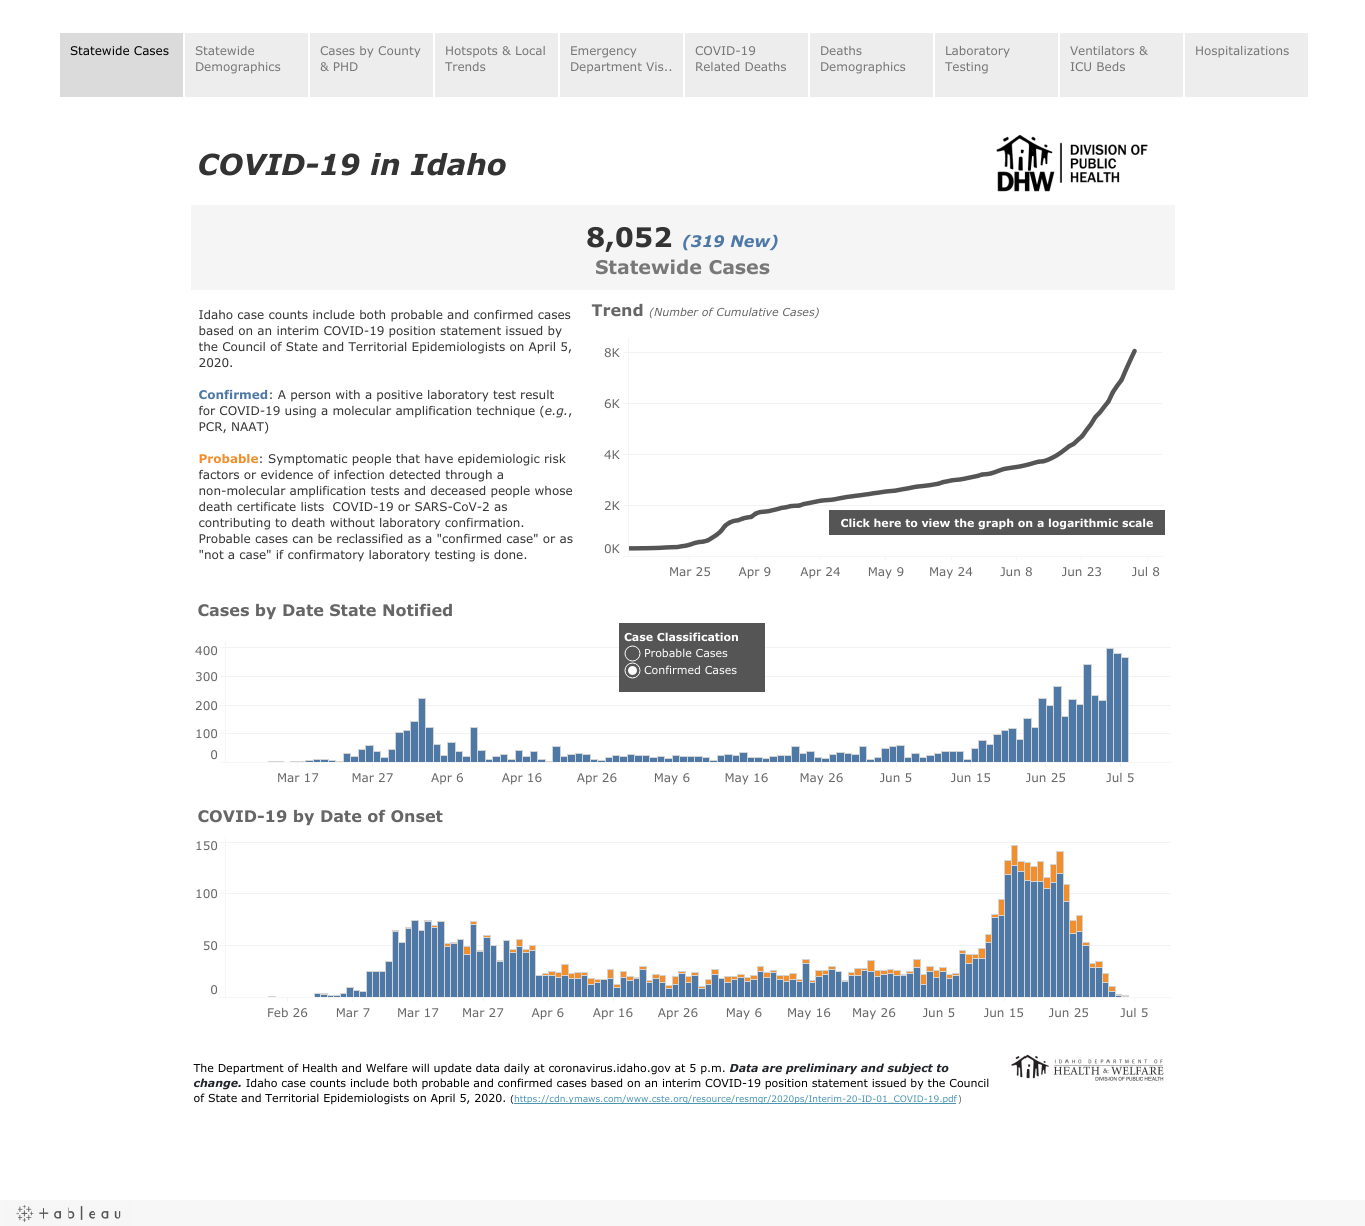 Statewide Cases
Statewide Demographics
Cases by County & PHD
Hotspots & Local Trends
Emergency Department Vis..
COVID-19 Related Deaths
Deaths Demographics
Laboratory Testing
Ventilators & ICU Beds
Hospitalizations
COVID-19 in Idaho
DHW
DIVISION OF
PUBLIC
HEALTH
8,052 (319 New)
Statewide Cases
Idaho case counts include both probable and confirmed cases
based on an interim COVID-19 position statement issued by
the Council of State and Territorial Epidemiologists on April 5,
2020.
Confirmed: A person with a positive laboratory test result
for COVID-19 using a molecular amplification technique (e.g.,
PCR, NAAT)
Probable: Symptomatic people that have epidemiologic risk
factors or evidence of infection detected through a
non-molecular amplification tests and deceased people whose
death certificate lists  COVID-19 or SARS-CoV-2 as
contributing to death without laboratory confirmation.
Probable cases can be reclassified as a "confirmed case" or as
"not a case" if confirmatory laboratory testing is done.
Trend (Number of Cumulative Cases)
8K
6K
4K
2K
0K
Click here to view the graph on a logarithmic scale
Mar 25 Apr 9 Apr 24 May 9 May 24 Jun 8 Jun 23 Jul 8
Cases by Date State Notified
Case Classification
Probable Cases
Confirmed Cases
400
300
200
100
0
Mar 17 Mar 27 Apr 6 Apr 16 Apr 26 May 6 May 16 May 26 Jun 5 Jun 15 Jun 25 Jul 5
COVID-19 by Date of Onset
150
100
50
0
Feb 26 Mar 7 Mar 17 Mar 27 Apr 6 Apr 16 Apr 26 May 6 May 16 May 26 Jun 5 Jun 15 Jun 25 Jul 5
The Department of Health and Welfare will update data daily at coronavirus.idaho.gov at 5 p.m. Data are preliminary and subject to
change. Idaho case counts include both probable and confirmed cases based on an interim COVID-19 position statement issued by the Council
of State and Territorial Epidemiologists on April 5, 2020. (https://cdn.ymaws.com/www.cste.org/resource/resmgr/2020ps/Interim-20-ID-01_COVID-19.pdf)
IDAHO DEPARTMENT OF
HEALTH & WELFARE
DIVISION OF PUBLIC HEALTH
+ableau